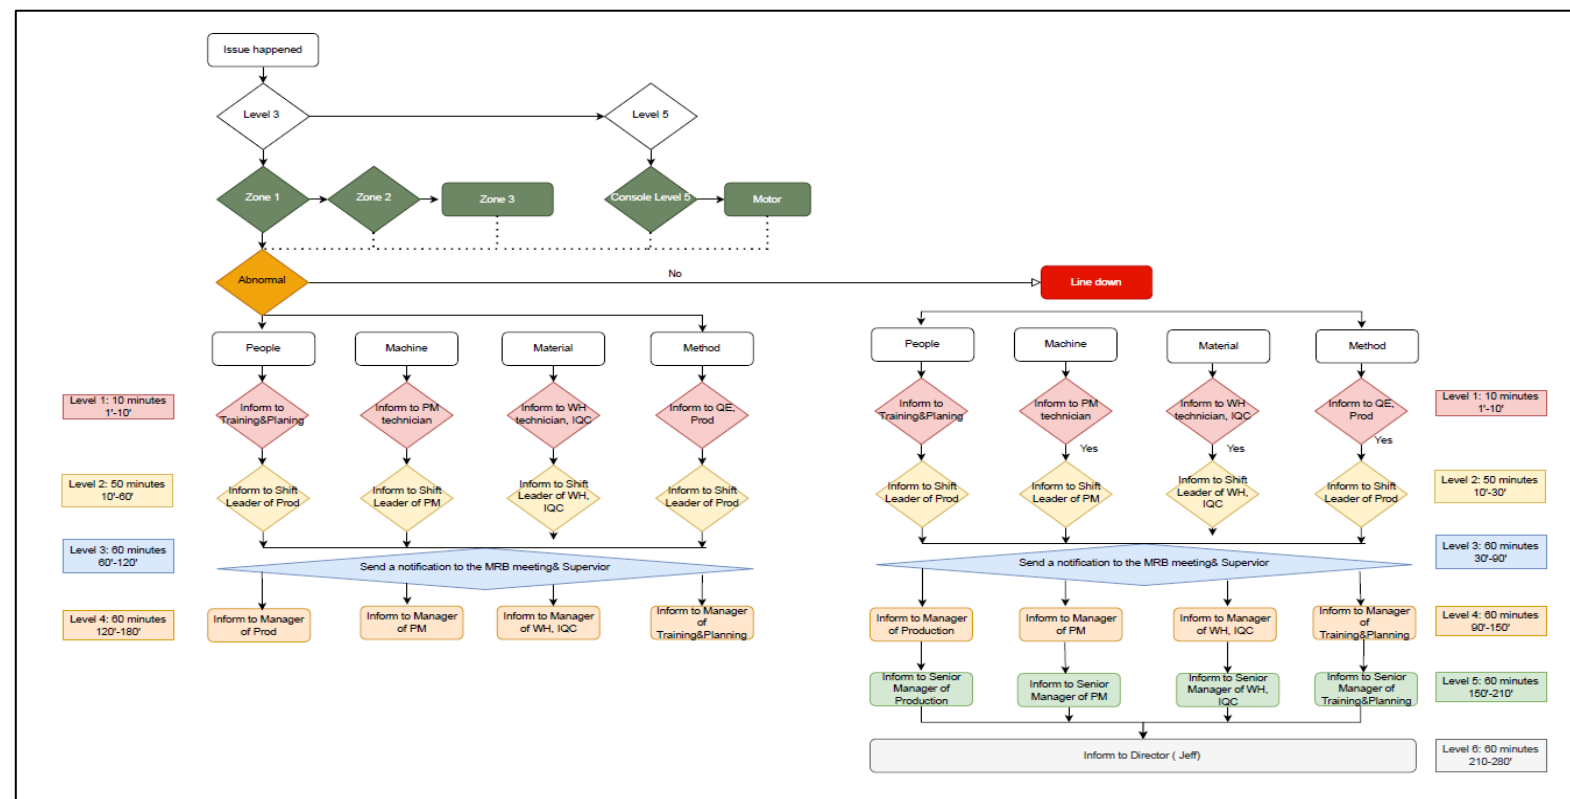 Issue happened
Level 3
Level 5
Zone 1
Zone 2
Zone 3
Console Level 5
Motor
Abnormal
No
Line down
People
Machine
Material
Method
People
Machine
Material
Method
Level 1: 10 minutes
1'-10'
Inform to
Training&Planing
Inform to PM
technician
Inform to WH
technician, IQC
Inform to QE,
Prod
Inform to
Training&Planing
Inform to PM
technician
Inform to WH
technician, IQC
Inform to QE,
Prod
Level 1: 10 minutes
1'-10'
Yes
Yes
Yes
Level 2: 50 minutes
10'-60'
Inform to Shift
Leader of Prod
Inform to Shift
Leader of PM
Inform to Shift
Leader of WH,
IQC
Inform to Shift
Leader of Prod
Inform to Shift
Leader of Prod
Inform to Shift
Leader of PM
Inform to Shift
Leader of WH,
IQC
Inform to Shift
Leader of Prod
Level 2: 50 minutes
10'-30'
Level 3: 60 minutes
60'-120'
Send a notification to the MRB meeting& Supervior
Send a notification to the MRB meeting& Supervior
Level 3: 60 minutes
30'-90'
Level 4: 60 minutes
120'-180'
Inform to Manager
of Prod
Inform to Manager
of PM
Inform to Manager
of WH, IQC
Inform to Manager
of
Training&Planning
Inform to Manager
of Production
Inform to Manager
of PM
Inform to Manager
of WH, IQC
Inform to Manager
of
Training&Planning
Level 4: 60 minutes
90'-150'
Inform to Senior
Manager of
Production
Inform to Senior
Manager of PM
Inform to Senior
Manager of WH,
IQC
Inform to Senior
Manager of
Training&Planning
Level 5: 60 minutes
150'-210'
Inform to Director ( Jeff)
Level 6: 60 minutes
210-280'